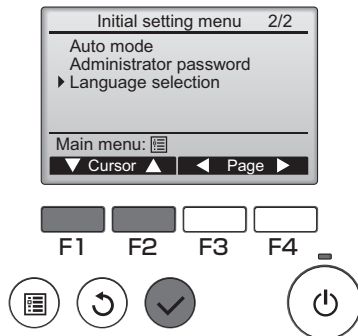 Initial setting menu 2/2
Auto mode
Administrator password
Language selection
Main menu:
Cursor Page
F1 F2 F3 F4